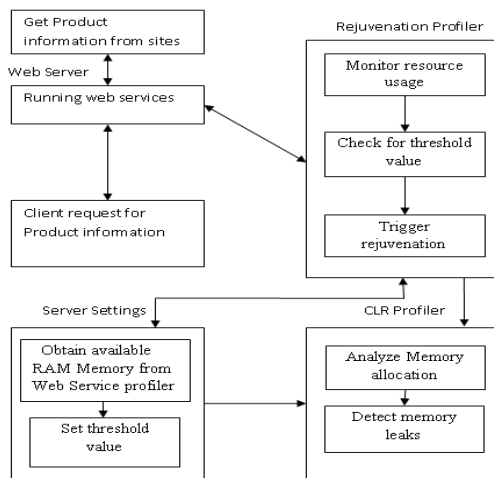 Get Product
information from sites
Web Server
Running web services
Client request for
Product information
Rejuvenation Profiler
Monitor resource
usage
Check for threshold
value
Trigger
rejuvenation
Server Settings
Obtain available
RAM Memory from
Web Service profiler
Set threshold
value
CLR Profiler
Analyze Memory
allocation
Detect memory
leaks